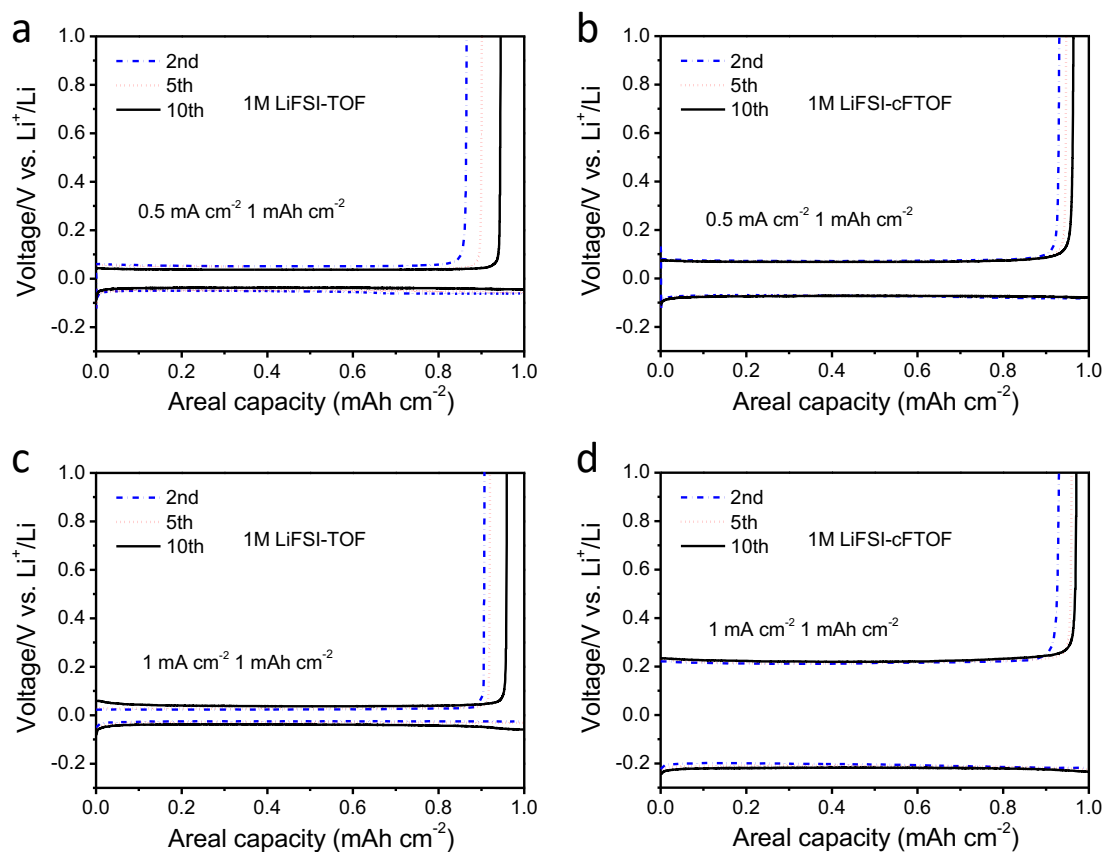 a
1.0
0.8
0.6
0.4
0.2
0.0
-0.2
Voltage/V vs. Li⁺/Li
2nd
5th
10th
1M LiFSI-TOF
0.5 mA cm⁻² 1 mAh cm⁻²
0.0 0.2 0.4 0.6 0.8 1.0
Areal capacity (mAh cm⁻²)
b
1.0
0.8
0.6
0.4
0.2
0.0
-0.2
Voltage/V vs. Li⁺/Li
2nd
5th
10th
1M LiFSI-cFTOF
0.5 mA cm⁻² 1 mAh cm⁻²
0.0 0.2 0.4 0.6 0.8 1.0
Areal capacity (mAh cm⁻²)
c
1.0
0.8
0.6
0.4
0.2
0.0
-0.2
Voltage/V vs. Li⁺/Li
2nd
5th
10th
1M LiFSI-TOF
1 mA cm⁻² 1 mAh cm⁻²
0.0 0.2 0.4 0.6 0.8 1.0
Areal capacity (mAh cm⁻²)
d
1.0
0.8
0.6
0.4
0.2
0.0
-0.2
Voltage/V vs. Li⁺/Li
2nd
5th
10th
1M LiFSI-cFTOF
1 mA cm⁻² 1 mAh cm⁻²
0.0 0.2 0.4 0.6 0.8 1.0
Areal capacity (mAh cm⁻²)